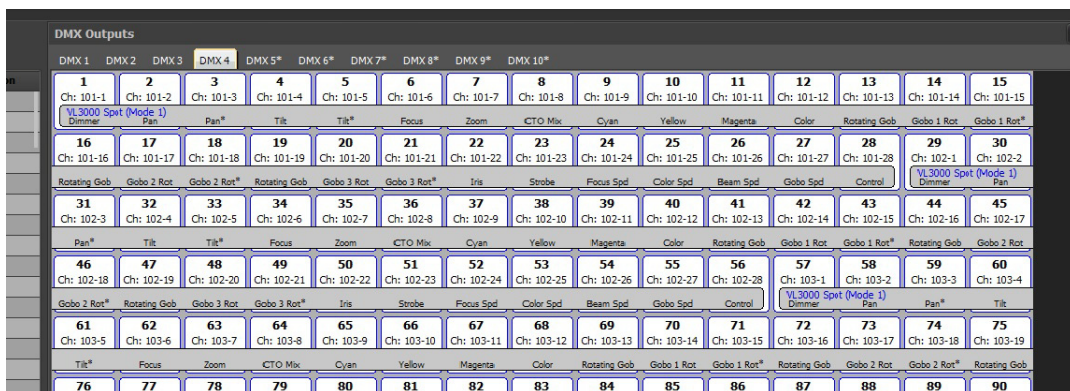 DMX Outputs
DMX 1 DMX 2 DMX 3 DMX 4 DMX 5* DMX 6* DMX 7* DMX 8* DMX 9* DMX 10*
on
1 2 3 4 5 6 7 8 9 10 11 12 13 14 15
Ch: 101-1 Ch: 101-2 Ch: 101-3 Ch: 101-4 Ch: 101-5 Ch: 101-6 Ch: 101-7 Ch: 101-8 Ch: 101-9 Ch: 101-10 Ch: 101-11 Ch: 101-12 Ch: 101-13 Ch: 101-14 Ch: 101-15
VL3000 Spot (Mode 1)
Dimmer Pan Pan* Tilt Tilt* Focus Zoom CTO Mix Cyan Yellow Magenta Color Rotating Gob Gobo 1 Rot Gobo 1 Rot*
16 17 18 19 20 21 22 23 24 25 26 27 28 29 30
Ch: 101-16 Ch: 101-17 Ch: 101-18 Ch: 101-19 Ch: 101-20 Ch: 101-21 Ch: 101-22 Ch: 101-23 Ch: 101-24 Ch: 101-25 Ch: 101-26 Ch: 101-27 Ch: 101-28 Ch: 102-1 Ch: 102-2
VL3000 Spot (Mode 1)
Rotating Gob Gobo 2 Rot Gobo 2 Rot* Rotating Gob Gobo 3 Rot Gobo 3 Rot* Iris Strobe Focus Spd Color Spd Beam Spd Gobo Spd Control Dimmer Pan
31 32 33 34 35 36 37 38 39 40 41 42 43 44 45
Ch: 102-3 Ch: 102-4 Ch: 102-5 Ch: 102-6 Ch: 102-7 Ch: 102-8 Ch: 102-9 Ch: 102-10 Ch: 102-11 Ch: 102-12 Ch: 102-13 Ch: 102-14 Ch: 102-15 Ch: 102-16 Ch: 102-17
Pan* Tilt Tilt* Focus Zoom CTO Mix Cyan Yellow Magenta Color Rotating Gob Gobo 1 Rot Gobo 1 Rot* Rotating Gob Gobo 2 Rot
46 47 48 49 50 51 52 53 54 55 56 57 58 59 60
Ch: 102-18 Ch: 102-19 Ch: 102-20 Ch: 102-21 Ch: 102-22 Ch: 102-23 Ch: 102-24 Ch: 102-25 Ch: 102-26 Ch: 102-27 Ch: 102-28 Ch: 103-1 Ch: 103-2 Ch: 103-3 Ch: 103-4
VL3000 Spot (Mode 1)
Gobo 2 Rot* Rotating Gob Gobo 3 Rot Gobo 3 Rot* Iris Strobe Focus Spd Color Spd Beam Spd Gobo Spd Control Dimmer Pan Pan* Tilt
61 62 63 64 65 66 67 68 69 70 71 72 73 74 75
Ch: 103-5 Ch: 103-6 Ch: 103-7 Ch: 103-8 Ch: 103-9 Ch: 103-10 Ch: 103-11 Ch: 103-12 Ch: 103-13 Ch: 103-14 Ch: 103-15 Ch: 103-16 Ch: 103-17 Ch: 103-18 Ch: 103-19
Tilt* Focus Zoom CTO Mix Cyan Yellow Magenta Color Rotating Gob Gobo 1 Rot Gobo 1 Rot* Rotating Gob Gobo 2 Rot Gobo 2 Rot* Rotating Gob
76 77 78 79 80 81 82 83 84 85 86 87 88 89 90